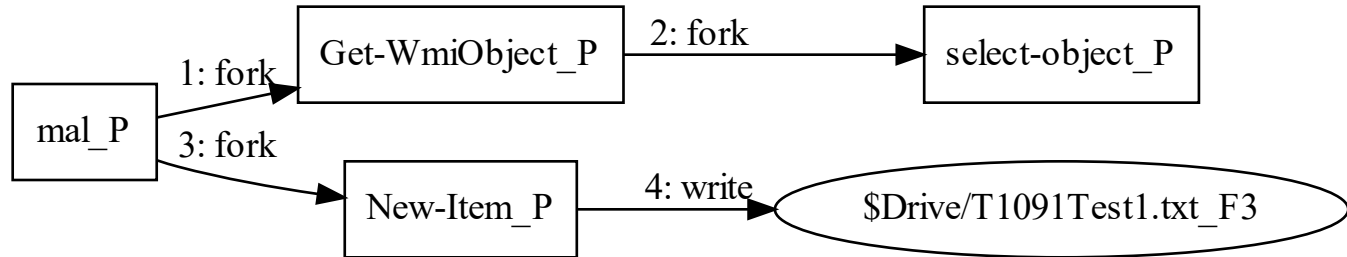 Get-WmiObject_P
2: fork
select-object_P
1: fork
mal_P
3: fork
New-Item_P
4: write
$Drive/T1091Test1.txt_F3